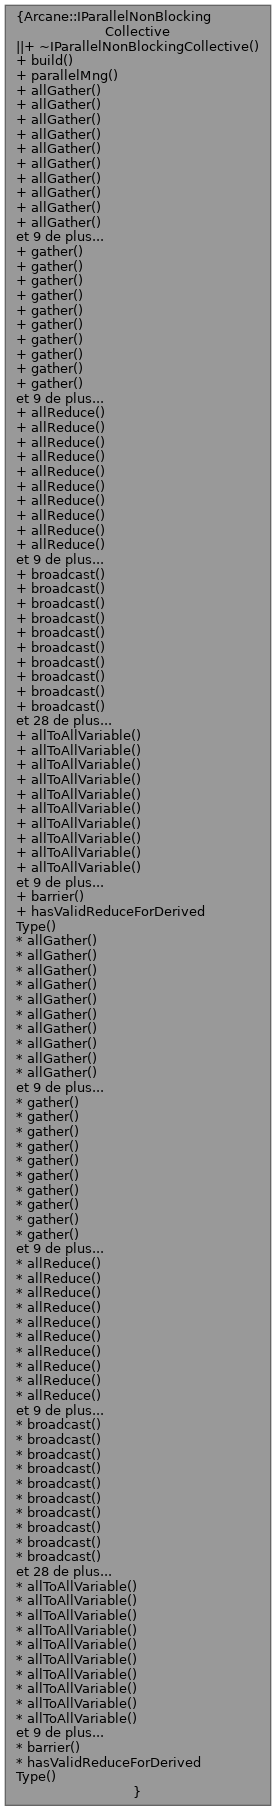 {Arcane::IParallelNonBlocking
Collective
||+ ~IParallelNonBlockingCollective()
+ build()
+ parallelMng()
+ allGather()
+ allGather()
+ allGather()
+ allGather()
+ allGather()
+ allGather()
+ allGather()
+ allGather()
+ allGather()
+ allGather()
et 9 de plus...
+ gather()
+ gather()
+ gather()
+ gather()
+ gather()
+ gather()
+ gather()
+ gather()
+ gather()
+ gather()
et 9 de plus...
+ allReduce()
+ allReduce()
+ allReduce()
+ allReduce()
+ allReduce()
+ allReduce()
+ allReduce()
+ allReduce()
+ allReduce()
+ allReduce()
et 9 de plus...
+ broadcast()
+ broadcast()
+ broadcast()
+ broadcast()
+ broadcast()
+ broadcast()
+ broadcast()
+ broadcast()
+ broadcast()
+ broadcast()
et 28 de plus...
+ allToAllVariable()
+ allToAllVariable()
+ allToAllVariable()
+ allToAllVariable()
+ allToAllVariable()
+ allToAllVariable()
+ allToAllVariable()
+ allToAllVariable()
+ allToAllVariable()
+ allToAllVariable()
et 9 de plus...
+ barrier()
+ hasValidReduceForDerived
Type()
* allGather()
* allGather()
* allGather()
* allGather()
* allGather()
* allGather()
* allGather()
* allGather()
* allGather()
* allGather()
et 9 de plus...
* gather()
* gather()
* gather()
* gather()
* gather()
* gather()
* gather()
* gather()
* gather()
* gather()
et 9 de plus...
* allReduce()
* allReduce()
* allReduce()
* allReduce()
* allReduce()
* allReduce()
* allReduce()
* allReduce()
* allReduce()
* allReduce()
et 9 de plus...
* broadcast()
* broadcast()
* broadcast()
* broadcast()
* broadcast()
* broadcast()
* broadcast()
* broadcast()
* broadcast()
* broadcast()
et 28 de plus...
* allToAllVariable()
* allToAllVariable()
* allToAllVariable()
* allToAllVariable()
* allToAllVariable()
* allToAllVariable()
* allToAllVariable()
* allToAllVariable()
* allToAllVariable()
* allToAllVariable()
et 9 de plus...
* barrier()
* hasValidReduceForDerived
Type()
}